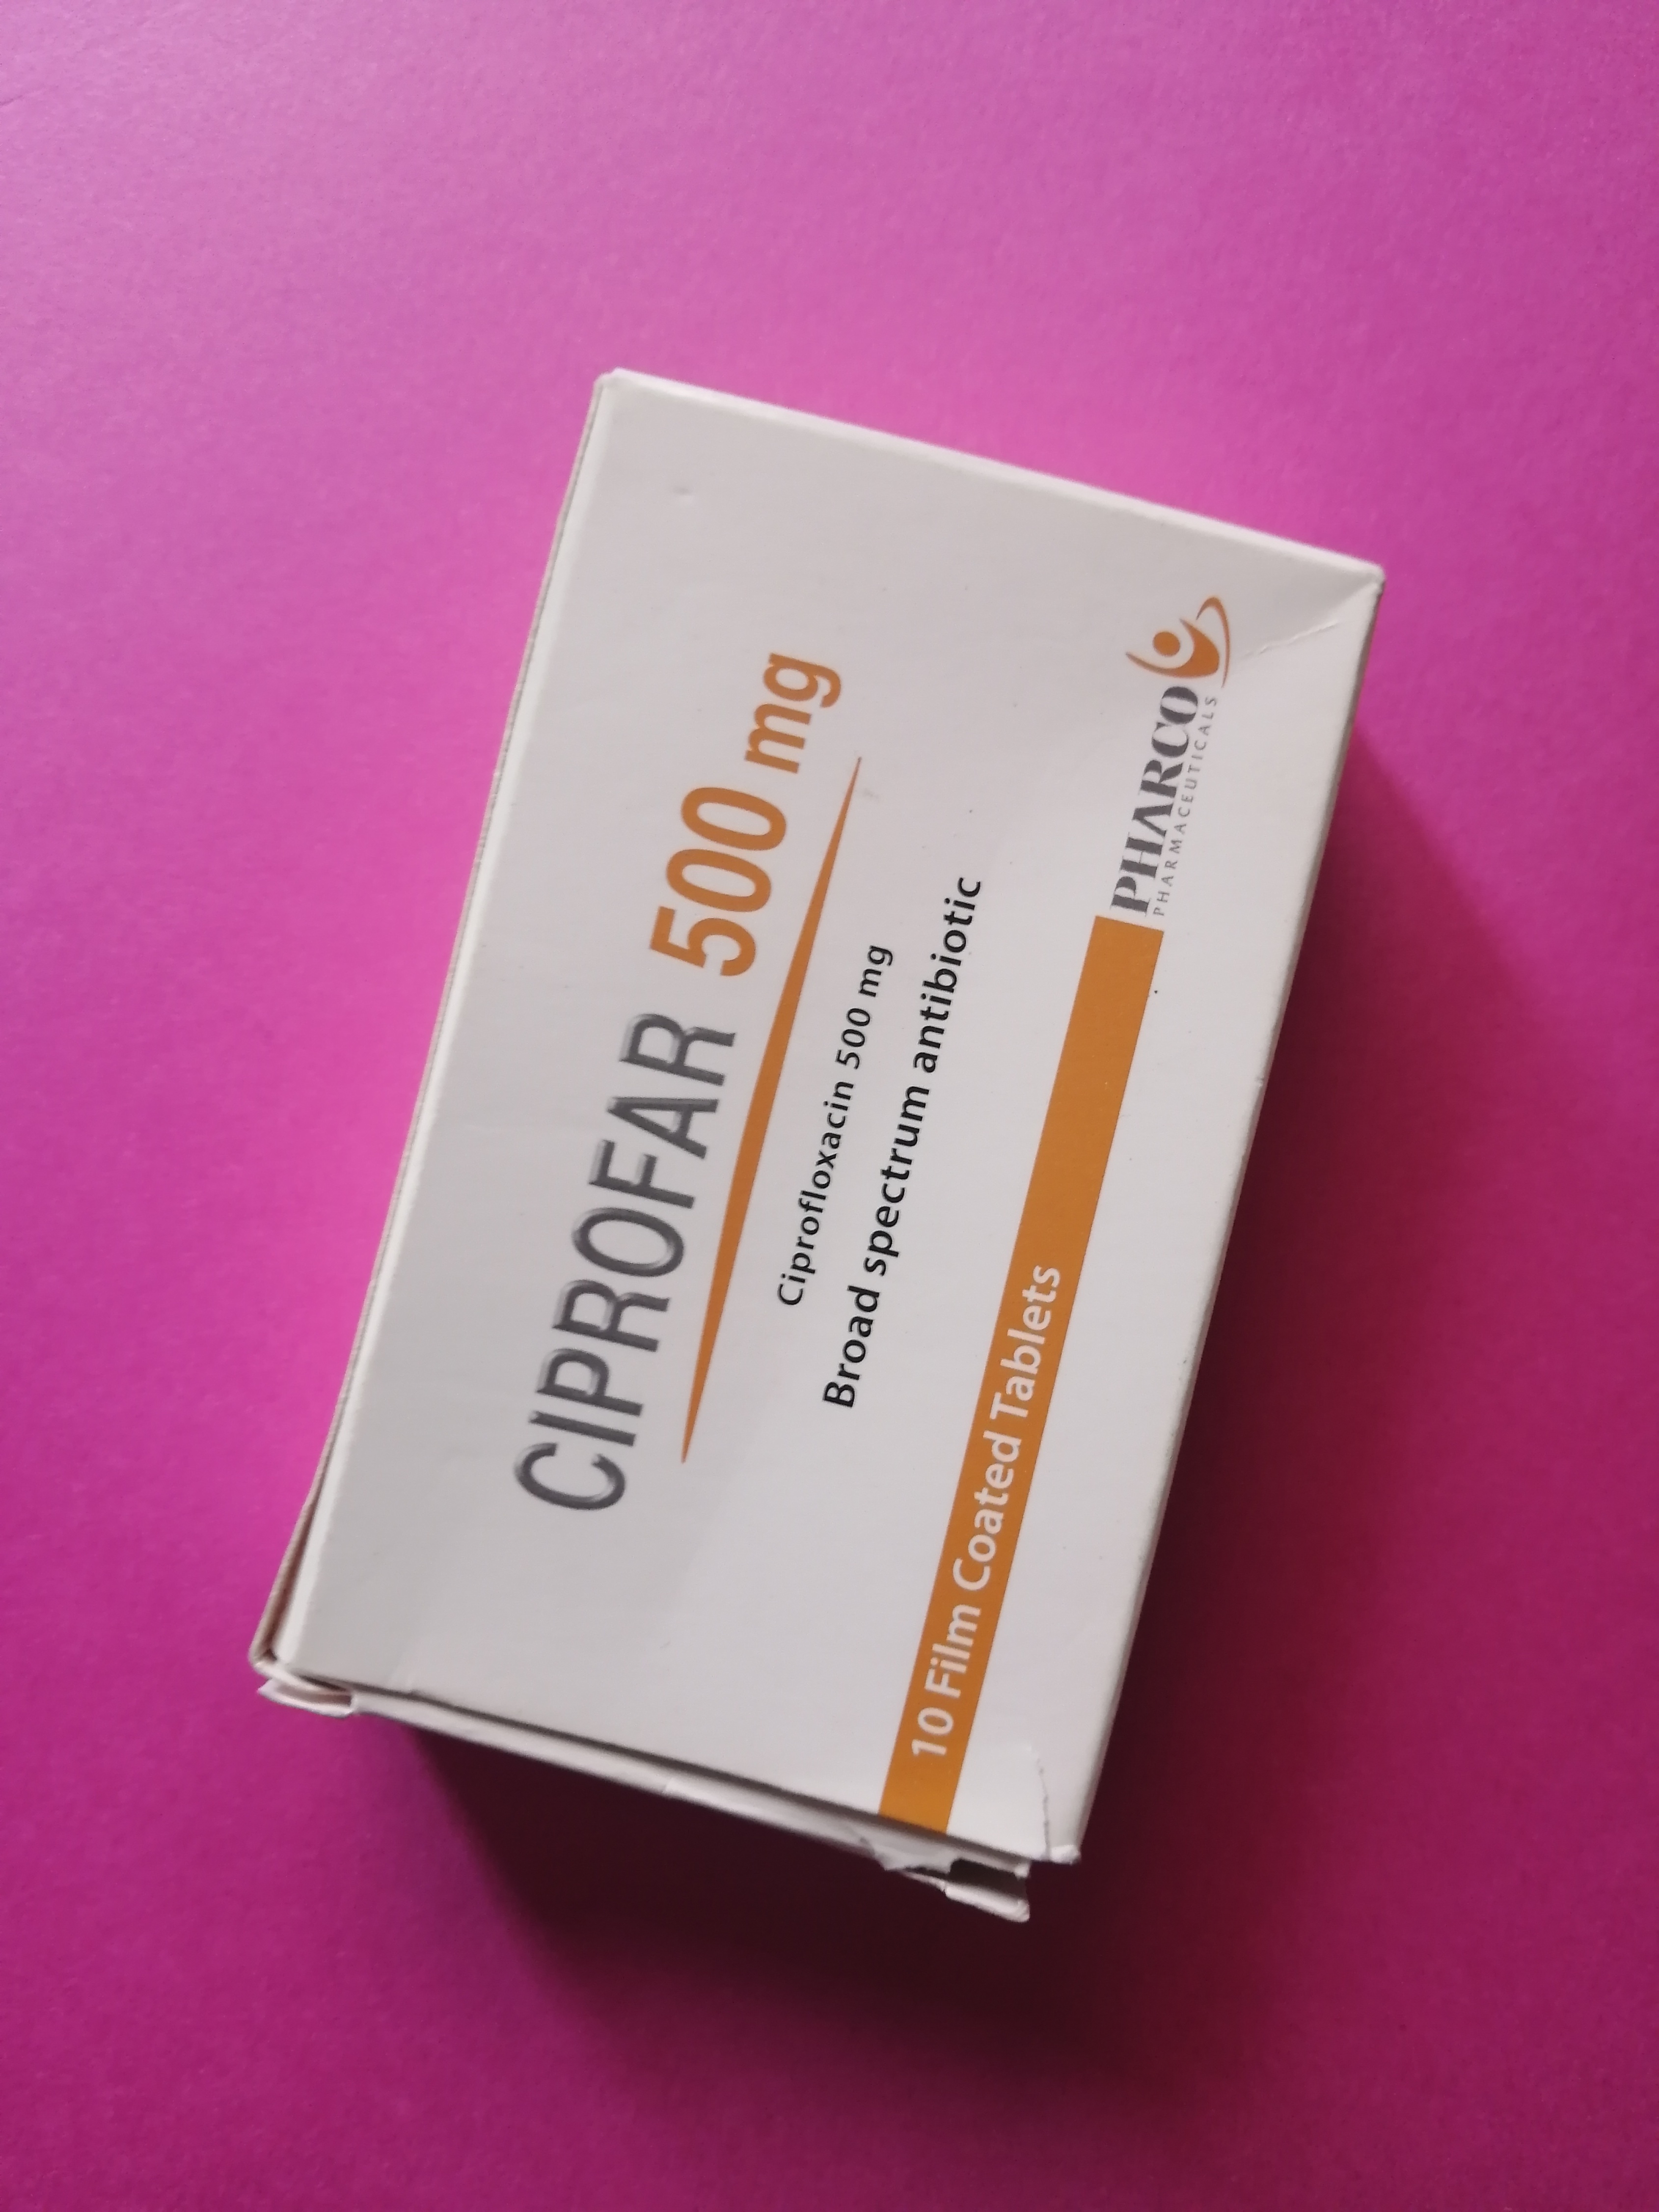 CIPROFAR 500 mg
Ciprofloxacin 500 mg
Broad spectrum antibiotic
10 Film Coated Tablets
PHARCO
PHARMACEUTICALS